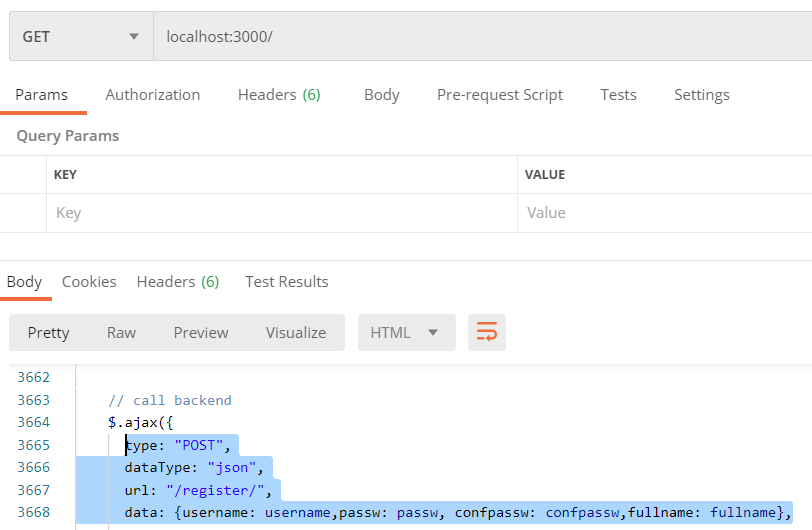 GET localhost:3000/
Params Authorization Headers (6) Body Pre-request Script Tests Settings
Query Params
KEY VALUE
Key Value
Body Cookies Headers (6) Test Results
Pretty Raw Preview Visualize HTML
3662
3663 // call backend
3664 $.ajax({
3665 type: "POST",
3666 dataType: "json",
3667 url: "/register/",
3668 data: {username: username,passw: passw, confpassw: confpassw,fullname: fullname},